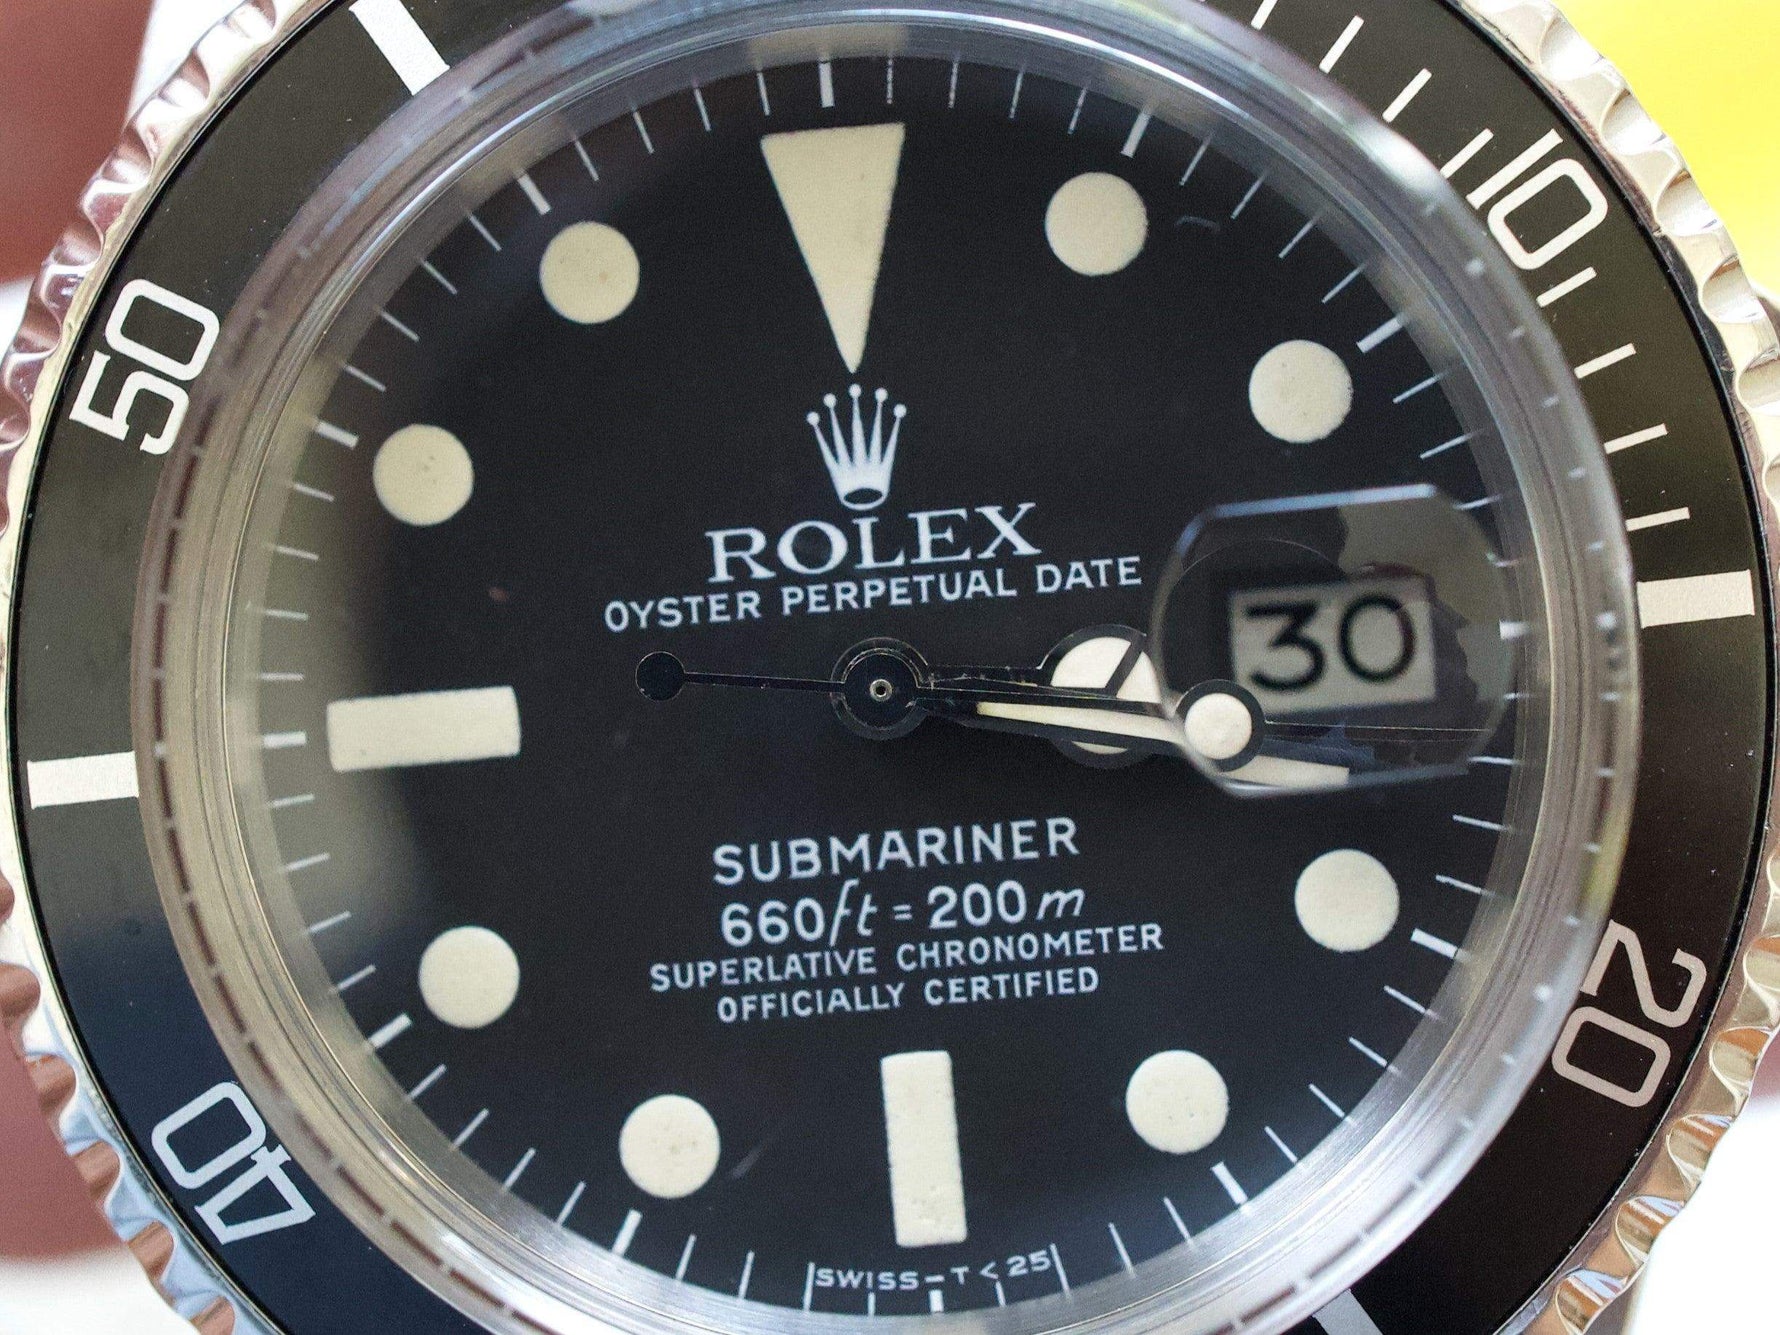 ROLEX
OYSTER PERPETUAL DATE
30
SUBMARINER
660ft = 200m
SUPERLATIVE CHRONOMETER
OFFICIALLY CERTIFIED
SWISS - T < 25
10
20
40
50